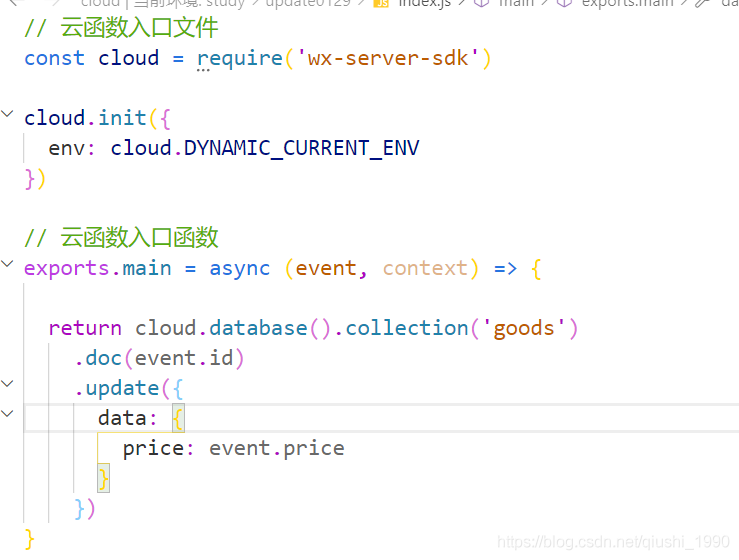 cloud | 当前环境: study / update0129 / JS index.js / main / exports.main /
// 云函数入口文件
const cloud = require('wx-server-sdk')
cloud.init({
env: cloud.DYNAMIC_CURRENT_ENV
})
// 云函数入口函数
exports.main = async (event, context) => {
return cloud.database().collection('goods')
.doc(event.id)
.update({
data: {
price: event.price
}
})
}
https://blog.csdn.net/qiushi_1990